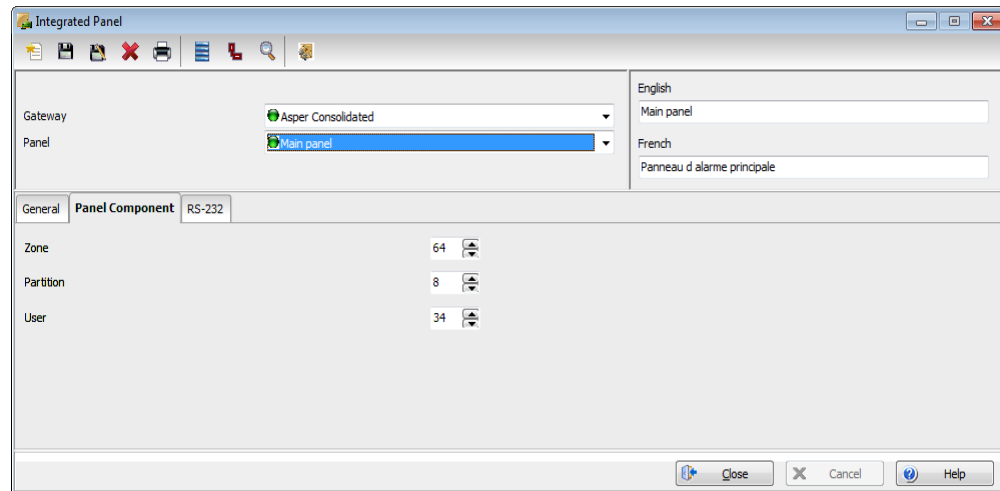 Integrated Panel
Gateway
Asper Consolidated
Panel
Main panel
English
Main panel
French
Panneau d alarme principale
General
Panel Component
RS-232
Zone
64
Partition
8
User
34
Close
Cancel
Help